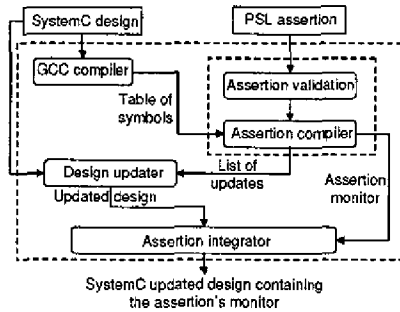 SystemC design
PSL assertion
GCC compiler
Assertion validation
Table of
symbols
Assertion compiler
Design updater
List of
updates
Updated design
Assertion
monitor
Assertion integrator
SystemC updated design containing
the assertion's monitor